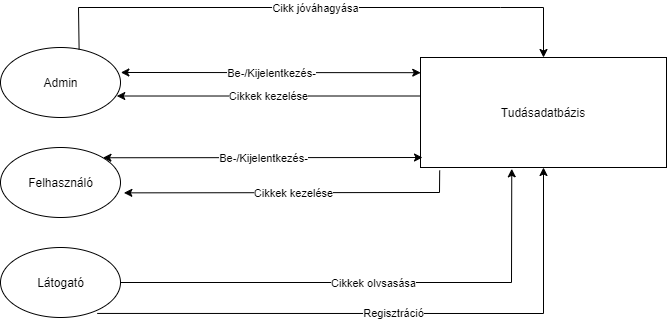 Cikk jóváhagyása
Admin
Be-/Kijelentkezés-
Cikkek kezelése
Tudásadatbázis
Felhasználó
Be-/Kijelentkezés-
Cikkek kezelése
Látogató
Cikkek olvsasása
Regisztráció